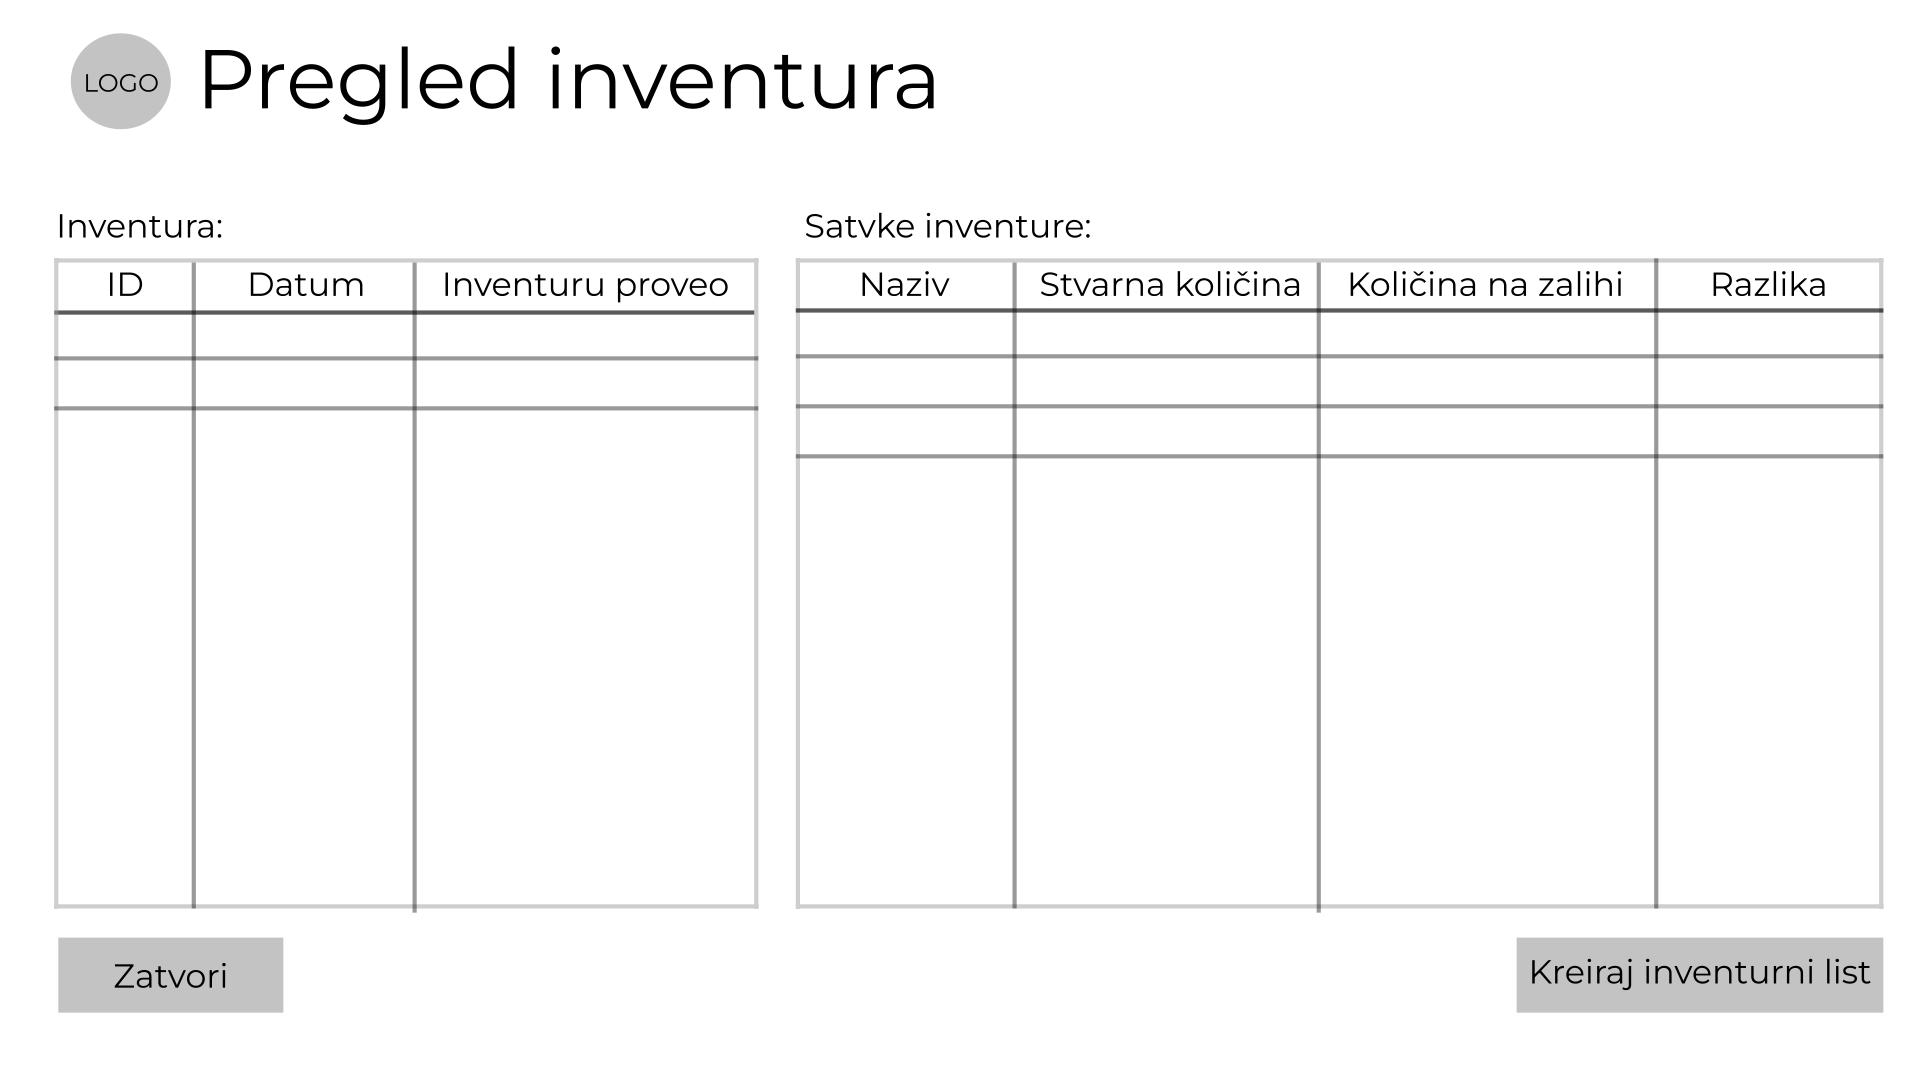 LOGO
Pregled inventura
Inventura:
ID Datum Inventuru proveo
Satvke inventure:
Naziv Stvarna količina Količina na zalihi Razlika
Zatvori
Kreiraj inventurni list